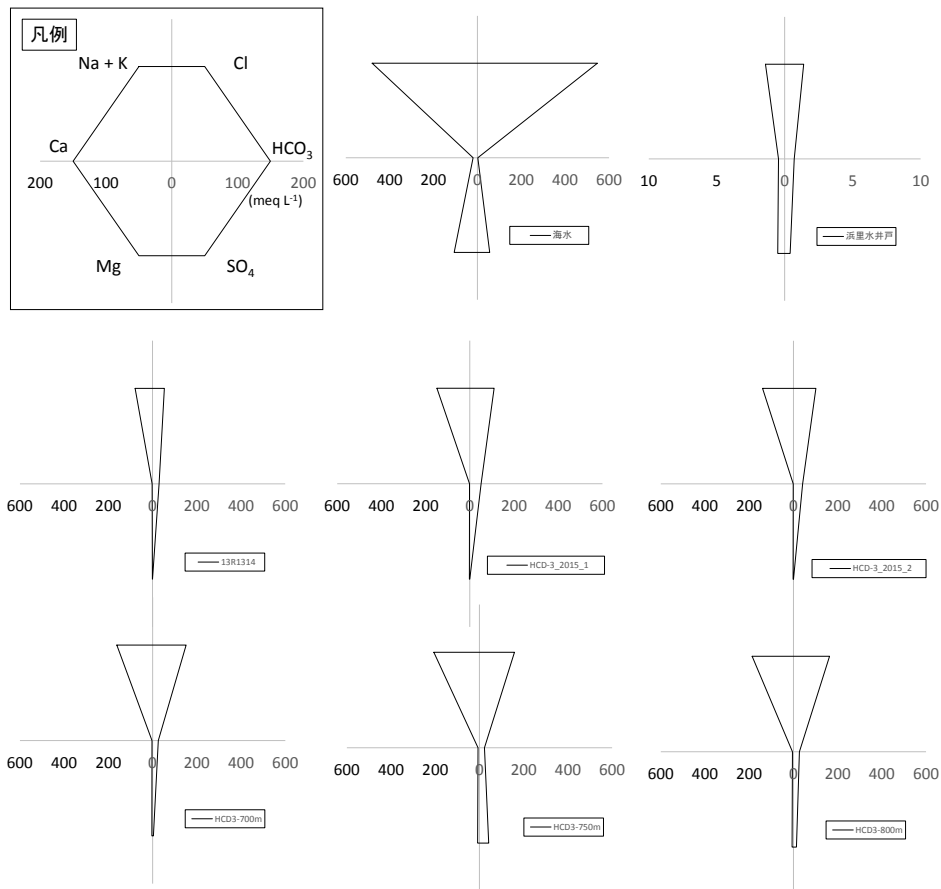 凡例
Na + K
Cl
Ca
HCO3
200 100 0 100 200
(meq L-1)
Mg
SO4
600 400 200 0 200 400 600
海水
10 5 0 5 10
浜里水井戸
600 400 200 0 200 400 600
13R1314
600 400 200 0 200 400 600
HCD-3_2015_1
600 400 200 0 200 400 600
HCD-3_2015_2
600 400 200 0 200 400 600
HCD3-700m
600 400 200 0 200 400 600
HCD3-750m
600 400 200 0 200 400 600
HCD3-800m